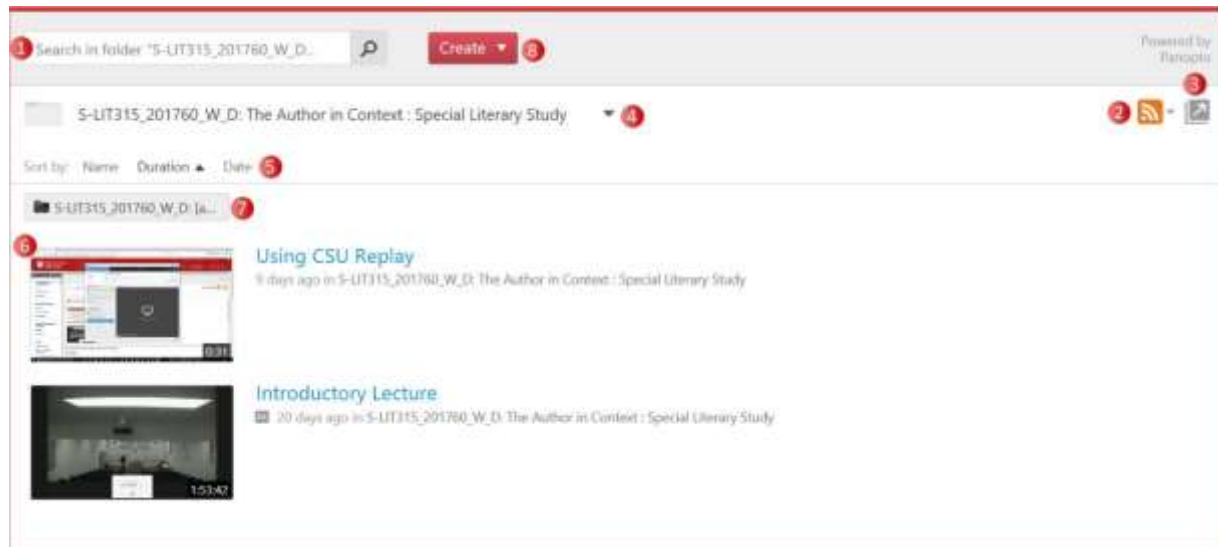 1 Search in folder "S-LIT315_201760_W_D... Create 8
Powered by
Panopto
3
S-LIT315_201760_W_D: The Author in Context : Special Literary Study 4 2
Sort by: Name Duration Date 5
S-LIT315_201760_W_D: [a... 7
6
Using CSU Replay
9 days ago in S-LIT315_201760_W_D: The Author in Context : Special Literary Study
0:31
Introductory Lecture
20 days ago in S-LIT315_201760_W_D: The Author in Context : Special Literary Study
1:53:42